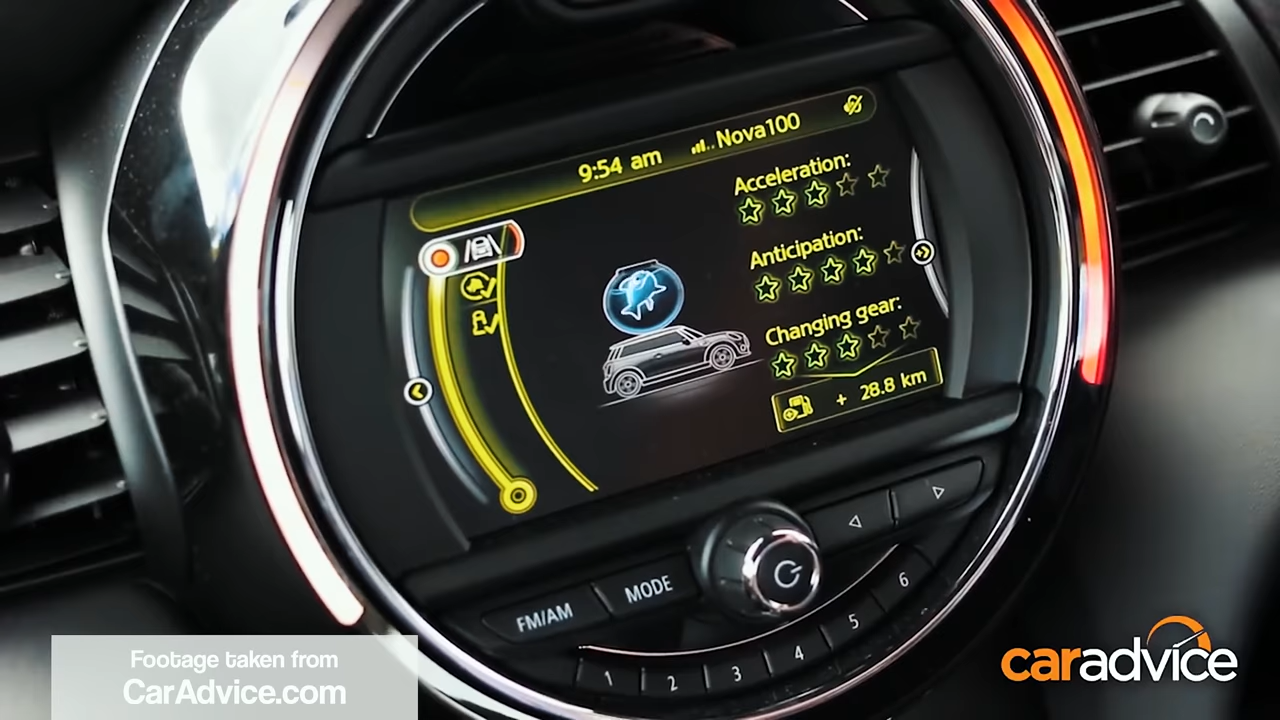 9:54 am
Nova100
Acceleration:
Anticipation:
Changing gear:
+ 28.8 km
FM/AM
MODE
1
2
3
4
5
6
Footage taken from
CarAdvice.com
caradvice